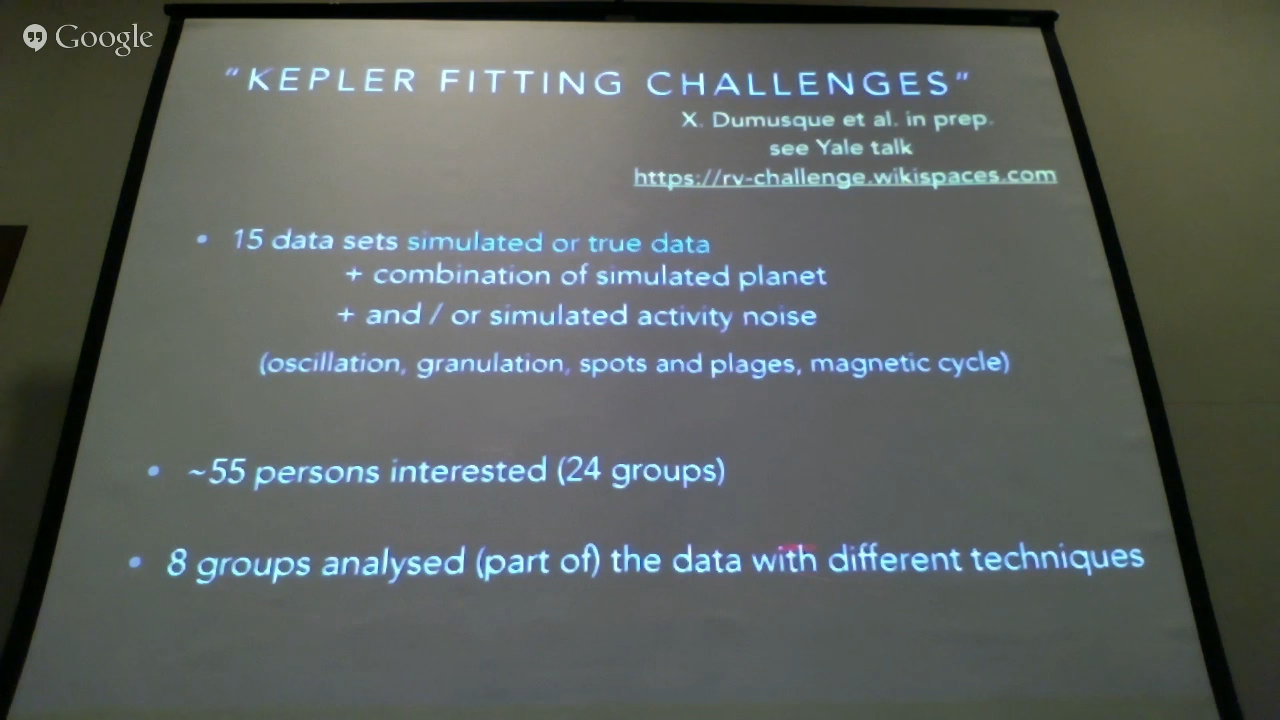 Google
"KEPLER FITTING CHALLENGES"
X. Dumusque et al. in prep.
see Yale talk
https://rv-challenge.wikispaces.com
• 15 data sets simulated or true data
+ combination of simulated planet
+ and / or simulated activity noise
(oscillation, granulation, spots and plages, magnetic cycle)
• ~55 persons interested (24 groups)
• 8 groups analysed (part of) the data with different techniques